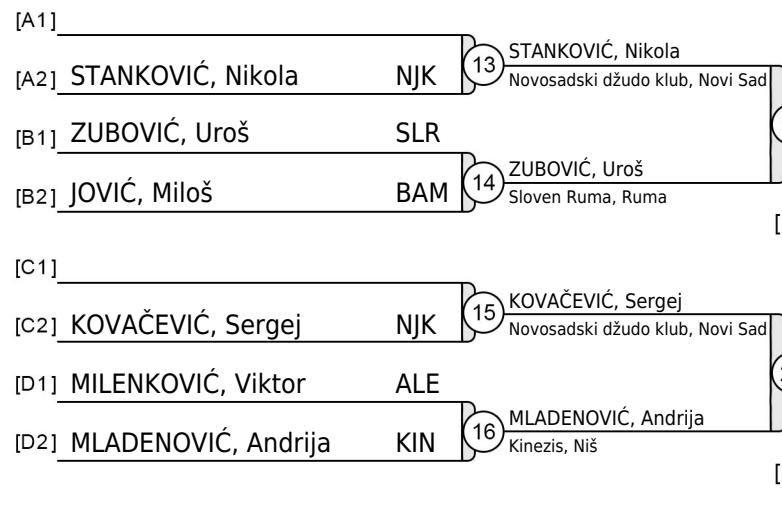 [A1]
[A2] STANKOVIĆ, Nikola NJK
13
STANKOVIĆ, Nikola
Novosadski džudo klub, Novi Sad
[B1] ZUBOVIĆ, Uroš SLR
[B2] JOVIĆ, Miloš BAM
14
ZUBOVIĆ, Uroš
Sloven Ruma, Ruma
[C1]
[C2] KOVAČEVIĆ, Sergej NJK
15
KOVAČEVIĆ, Sergej
Novosadski džudo klub, Novi Sad
[D1] MILENKOVIĆ, Viktor ALE
[D2] MLADENOVIĆ, Andrija KIN
16
MLADENOVIĆ, Andrija
Kinezis, Niš